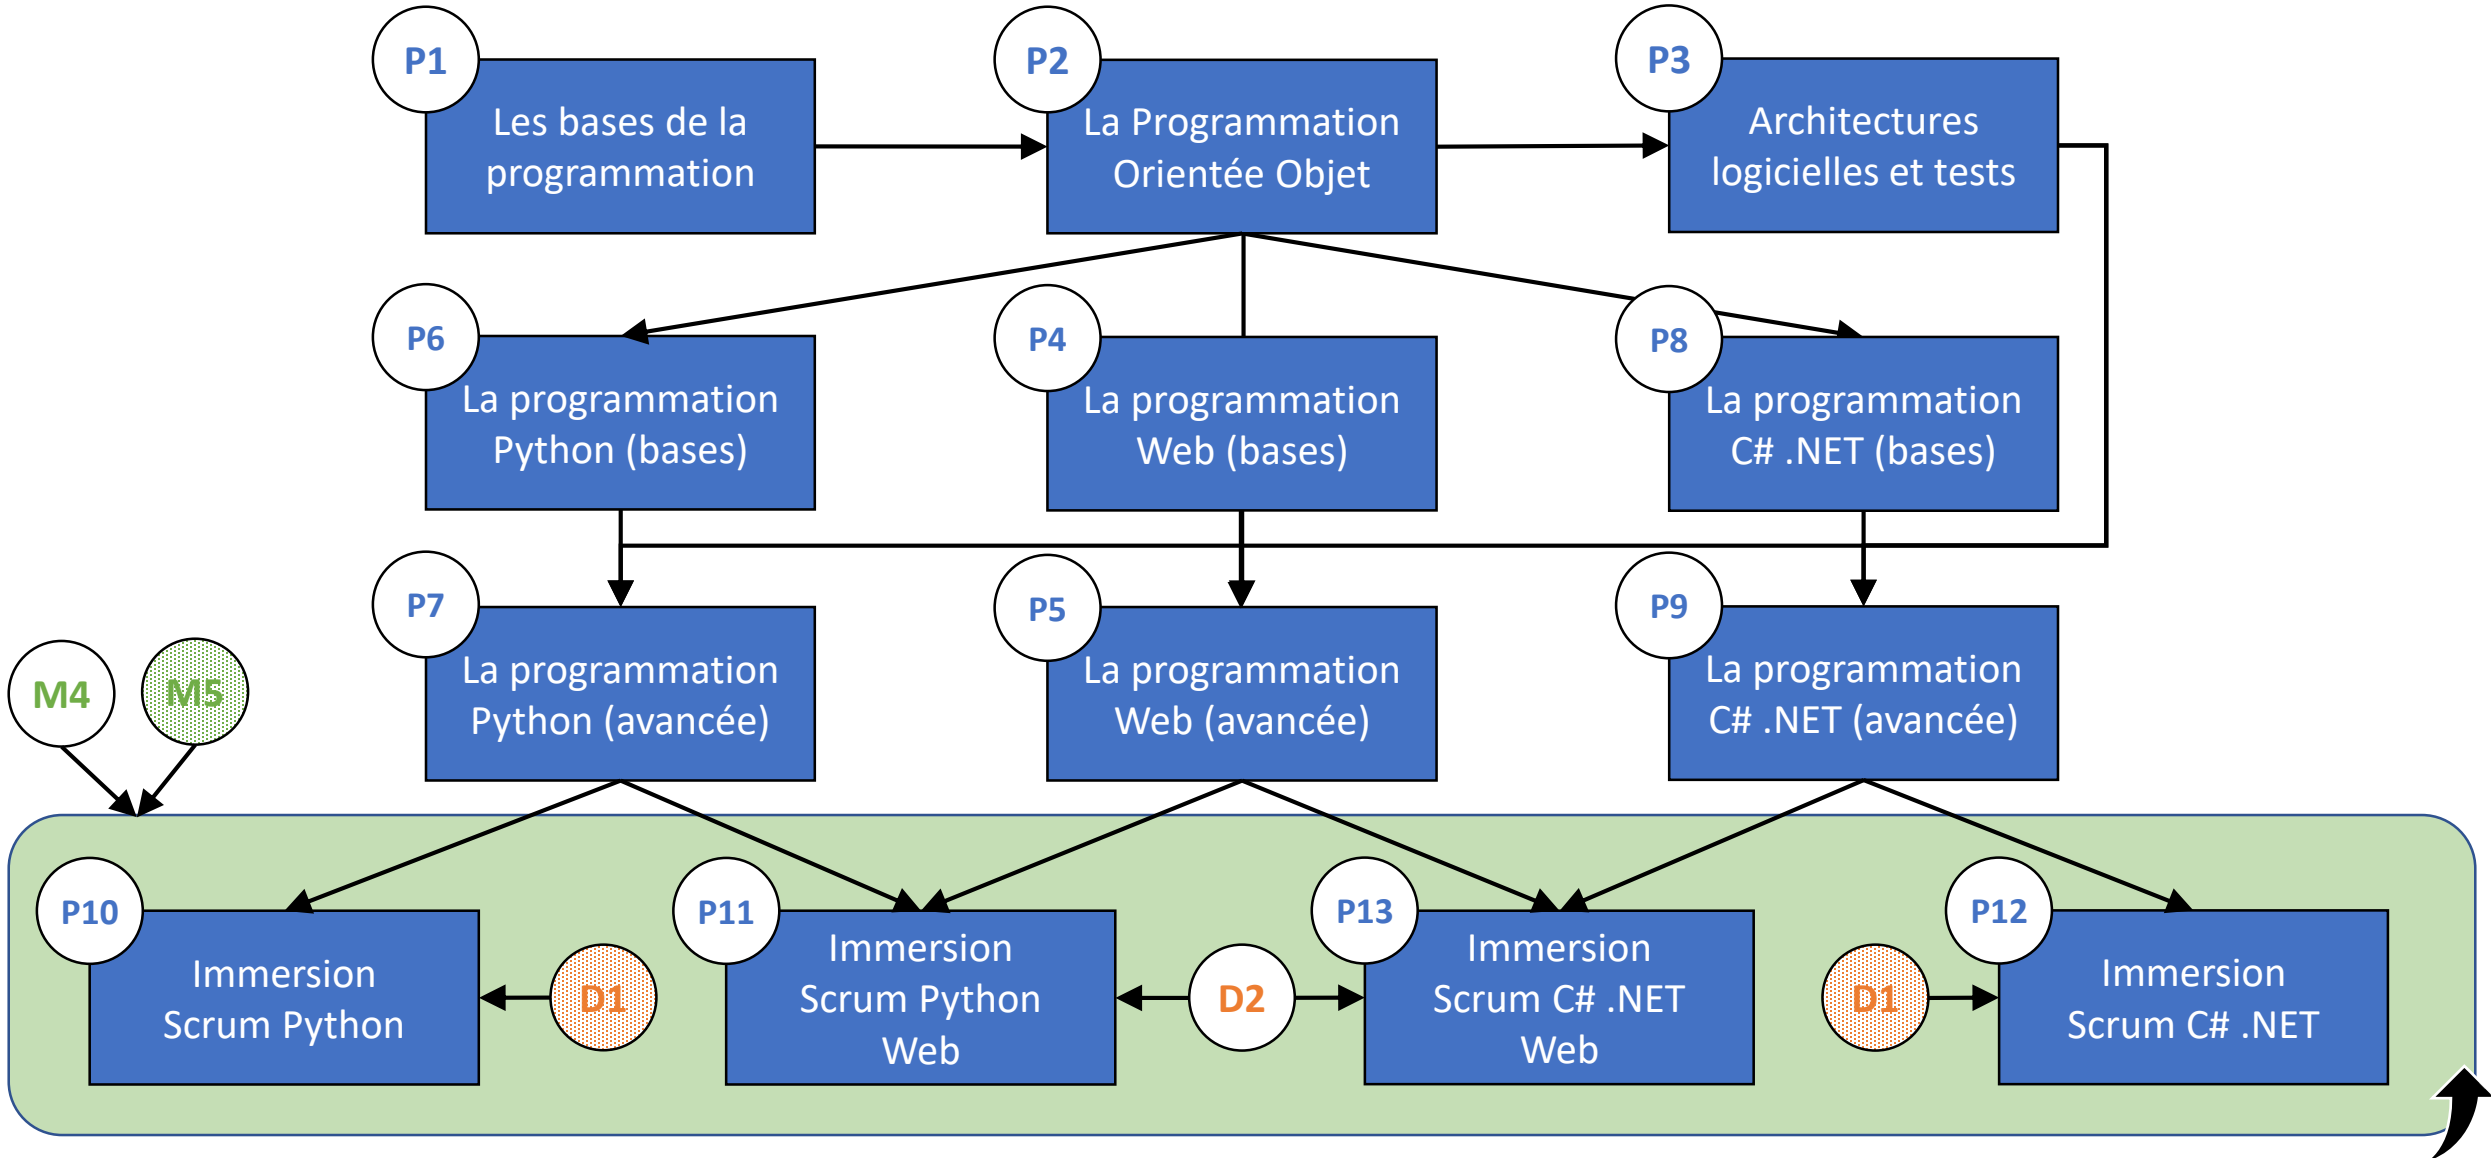 P1
Les bases de la
programmation
P2
La Programmation
Orientée Objet
P3
Architectures
logicielles et tests
P6
La programmation
Python (bases)
P4
La programmation
Web (bases)
P8
La programmation
C# .NET (bases)
P7
La programmation
Python (avancée)
P5
La programmation
Web (avancée)
P9
La programmation
C# .NET (avancée)
M4
M5
P10
Immersion
Scrum Python
D1
P11
Immersion
Scrum Python
Web
D2
P13
Immersion
Scrum C# .NET
Web
D1
P12
Immersion
Scrum C# .NET